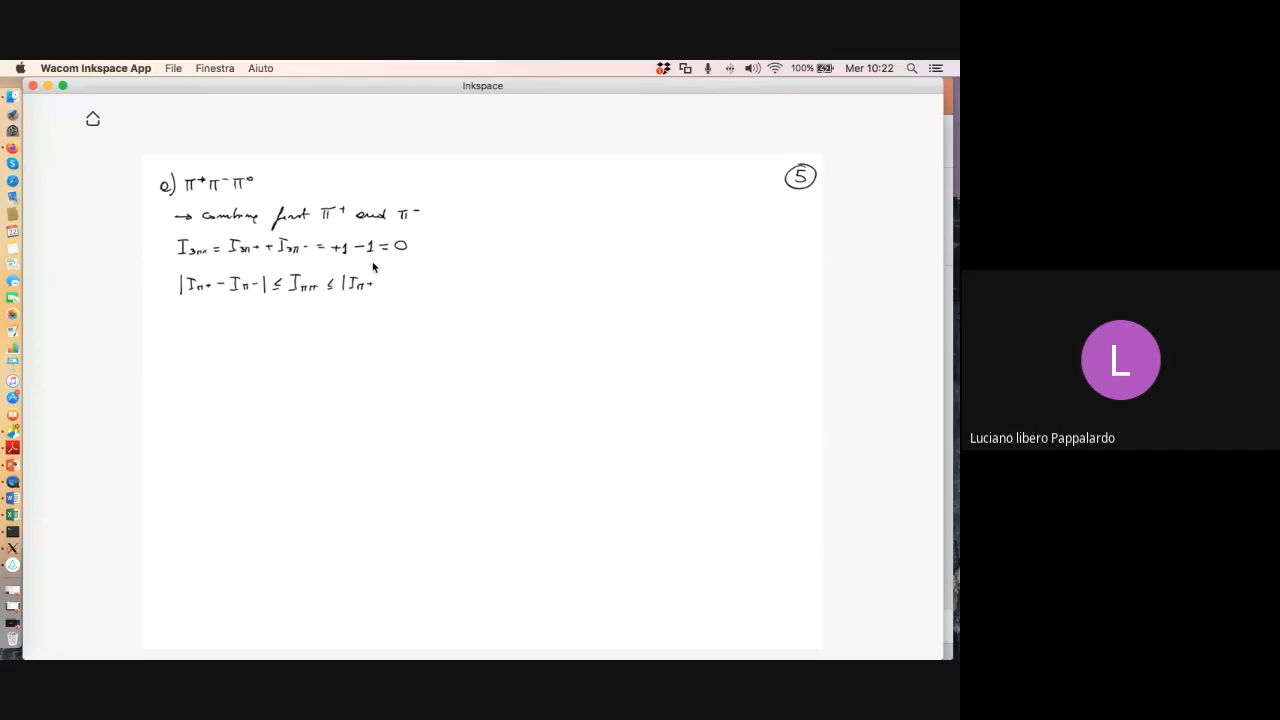 Wacom Inkspace App File Finestra Aiuto 100% Mer 10:22
Inkspace
a) π⁺π⁻π⁰
5
→ combine first π⁺ and π⁻
I₃ππ = I₃π⁺ + I₃π⁻ = +1 -1 = 0
|Iπ⁺ - Iπ⁻| ≤ Iππ ≤ |Iπ⁺
L
Luciano libero Pappalardo